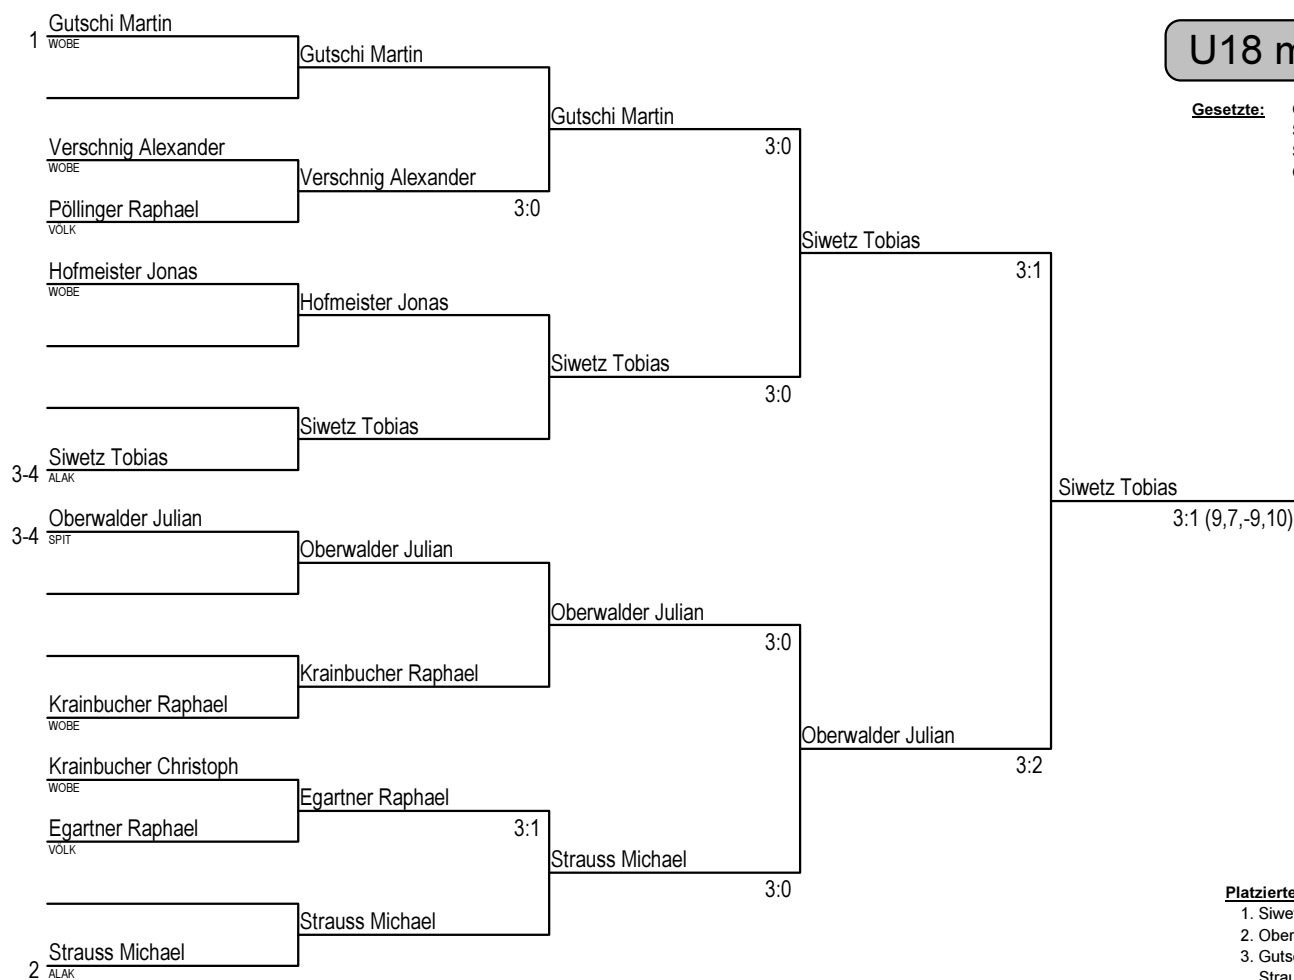 Gutschi Martin
1 WOBE
Gutschi Martin
U18 m
Gesetzte:
Gutschi Martin
3:0
Verschnig Alexander
WOBE
Verschnig Alexander
3:0
Pöllinger Raphael
VÖLK
Siwetz Tobias
3:1
Hofmeister Jonas
WOBE
Hofmeister Jonas
Siwetz Tobias
3:0
Siwetz Tobias
Siwetz Tobias
3-4 ALAK
Siwetz Tobias
3:1 (9,7,-9,10)
Oberwalder Julian
3-4 SPIT
Oberwalder Julian
Oberwalder Julian
3:0
Krainbucher Raphael
Krainbucher Raphael
WOBE
Oberwalder Julian
3:2
Krainbucher Christoph
WOBE
Egartner Raphael
3:1
Egartner Raphael
VÖLK
Strauss Michael
3:0
Strauss Michael
Strauss Michael
2 ALAK
Platzierte
1. Siwe
2. Ober
3. Guts
Strau